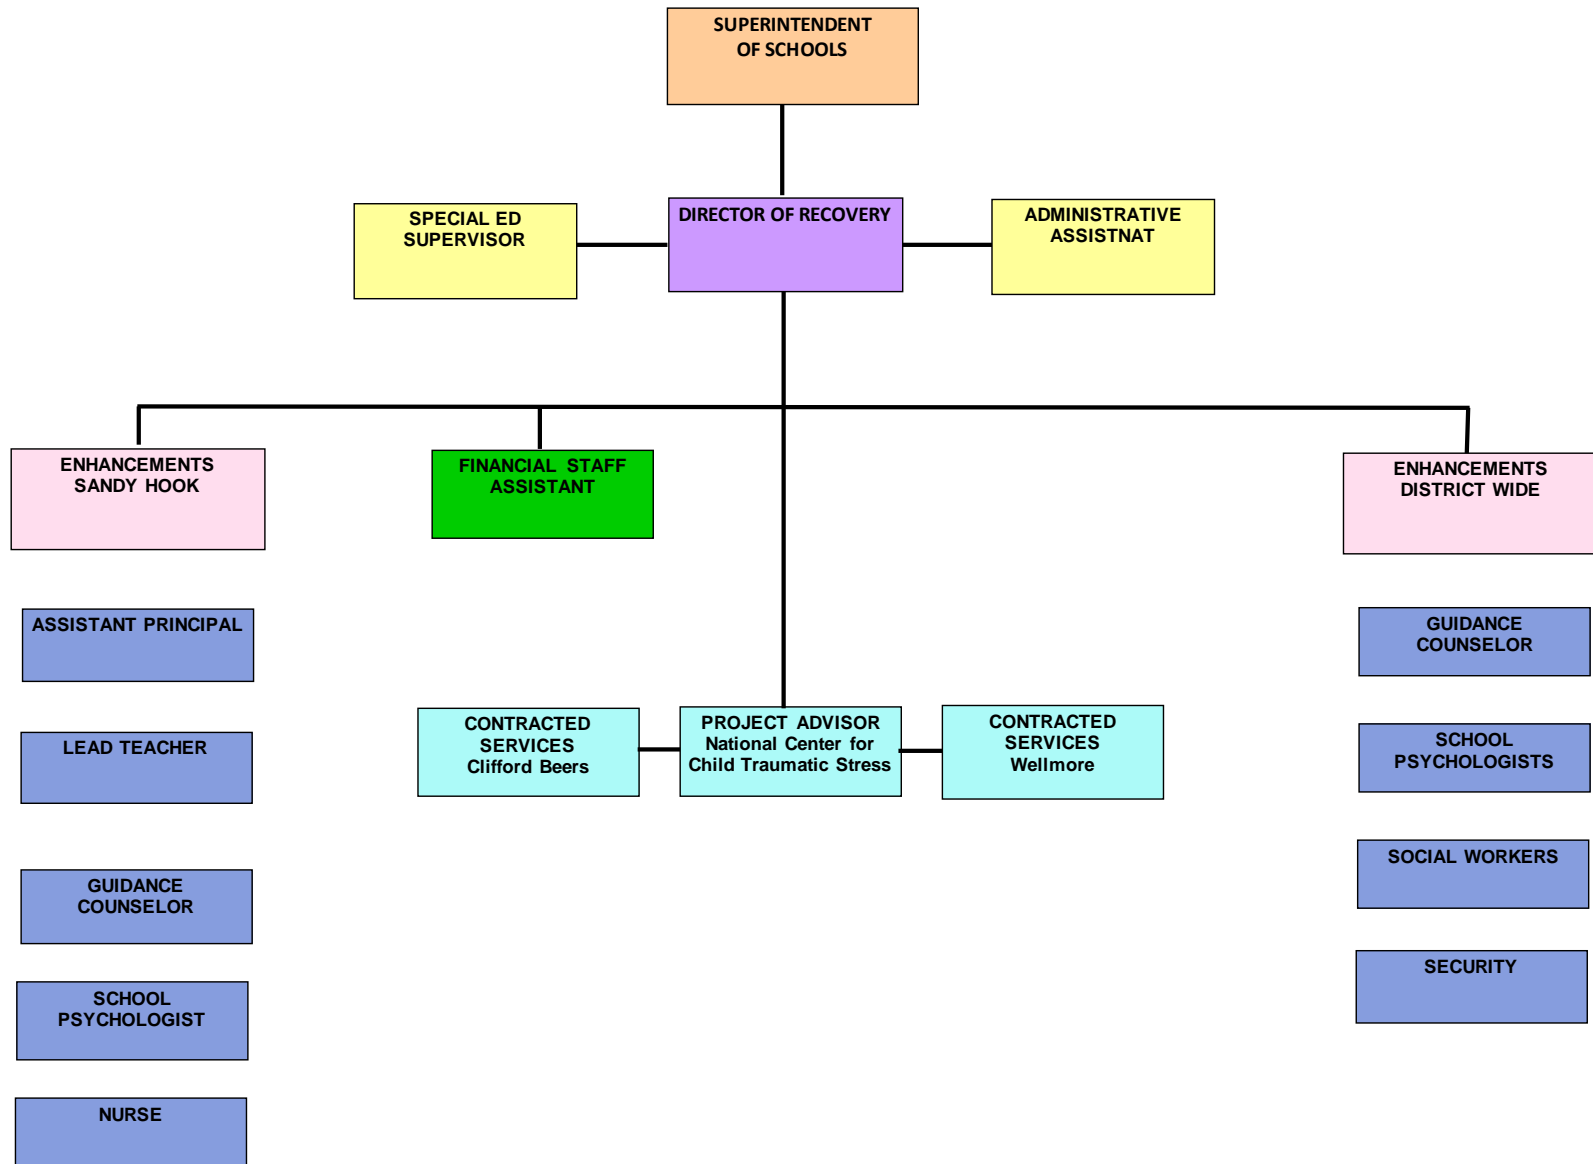 SUPERINTENDENT
OF SCHOOLS
SPECIAL ED
SUPERVISOR
DIRECTOR OF RECOVERY
ADMINISTRATIVE
ASSISTNAT
ENHANCEMENTS
SANDY HOOK
FINANCIAL STAFF
ASSISTANT
ENHANCEMENTS
DISTRICT WIDE
ASSISTANT PRINCIPAL
LEAD TEACHER
GUIDANCE
COUNSELOR
SCHOOL
PSYCHOLOGIST
NURSE
CONTRACTED
SERVICES
Clifford Beers
PROJECT ADVISOR
National Center for
Child Traumatic Stress
CONTRACTED
SERVICES
Wellmore
GUIDANCE
COUNSELOR
SCHOOL
PSYCHOLOGISTS
SOCIAL WORKERS
SECURITY